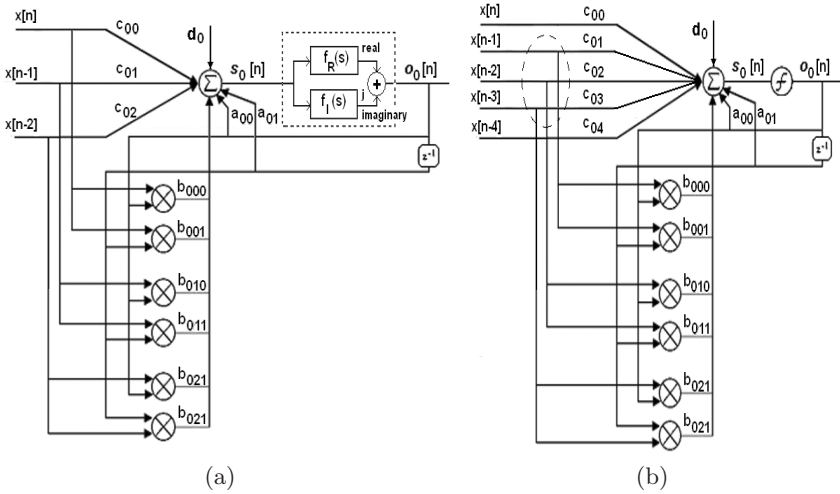 x[n]
c00
d0
x[n-1]
c01
Σ
s0 [n]
fR(s)
real
+
o0[n]
fI(s)
j
imaginary
x[n-2]
c02
a00
a01
z-1
b000
b001
b010
b011
b021
b021
(a)
x[n]
c00
d0
x[n-1]
c01
x[n-2]
c02
Σ
s0 [n]
f
o0[n]
x[n-3]
c03
x[n-4]
c04
a00
a01
z-1
b000
b001
b010
b011
b021
b021
(b)